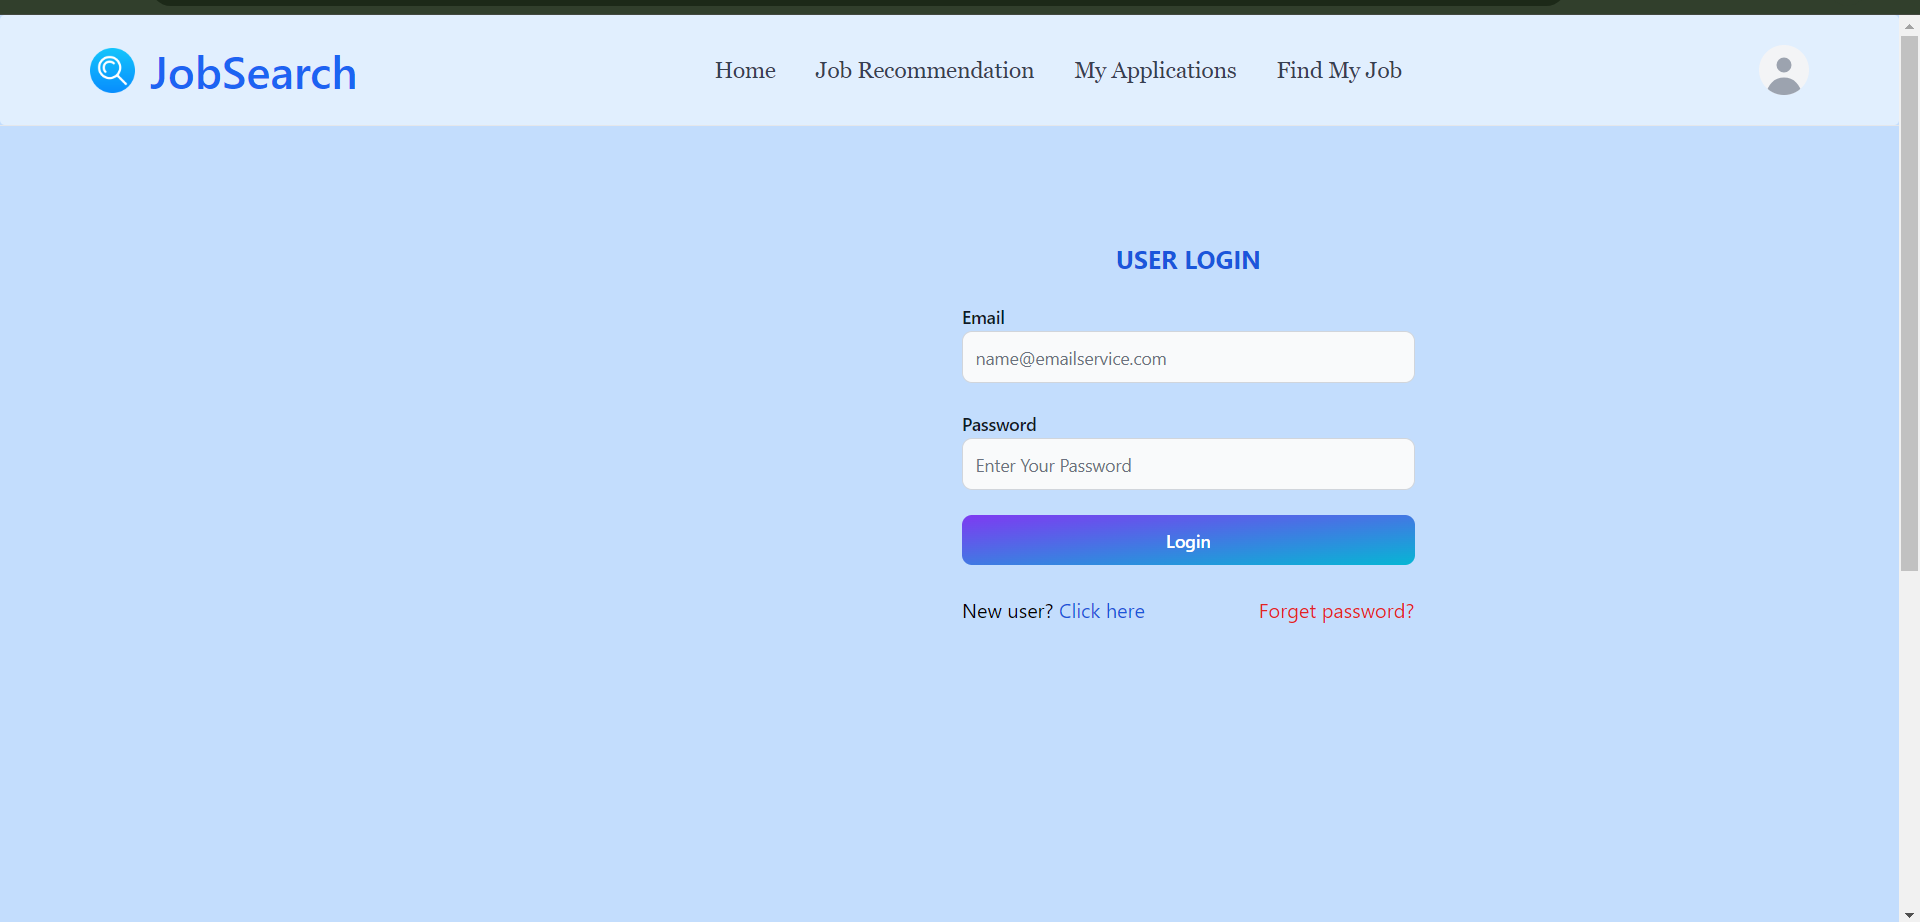 JobSearch
Home Job Recommendation My Applications Find My Job
USER LOGIN
Email
name@emailservice.com
Password
Enter Your Password
Login
New user? Click here Forget password?